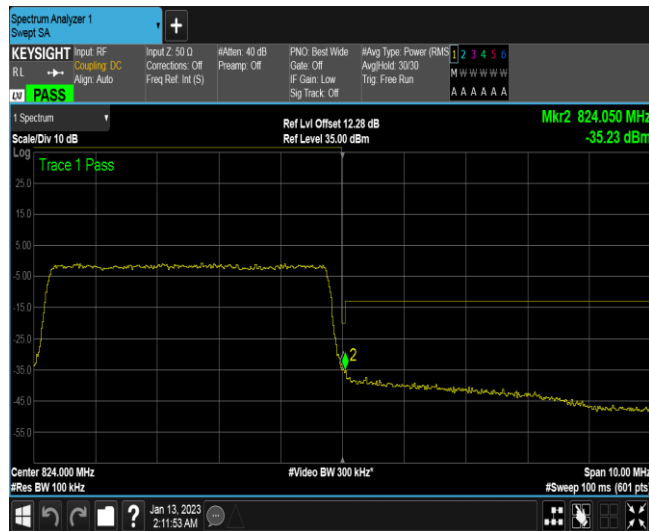 Spectrum Analyzer 1
Swept SA
KEYSIGHT
RL
LXI
PASS
Input: RF
Coupling: DC
Align: Auto
Input Z: 50 Ω
Corrections: Off
Freq Ref: Int (S)
#Atten: 40 dB
Preamp: Off
PNO: Best Wide
Gate: Off
IF Gain: Low
Sig Track: Off
#Avg Type: Power (RMS
Avg|Hold: 30/30
Trig: Free Run
1 2 3 4 5 6
M W W W W W
A A A A A A
1 Spectrum
Scale/Div 10 dB
Ref Lvl Offset 12.28 dB
Ref Level 35.00 dBm
Mkr2 824.050 MHz
-35.23 dBm
Log
Trace 1 Pass
25.0
15.0
5.00
-5.00
-15.0
-25.0
-35.0
-45.0
-55.0
2
Center 824.000 MHz
#Res BW 100 kHz
#Video BW 300 kHz*
Span 10.00 MHz
#Sweep 100 ms (601 pts)
?
Jan 13, 2023
2:11:53 AM